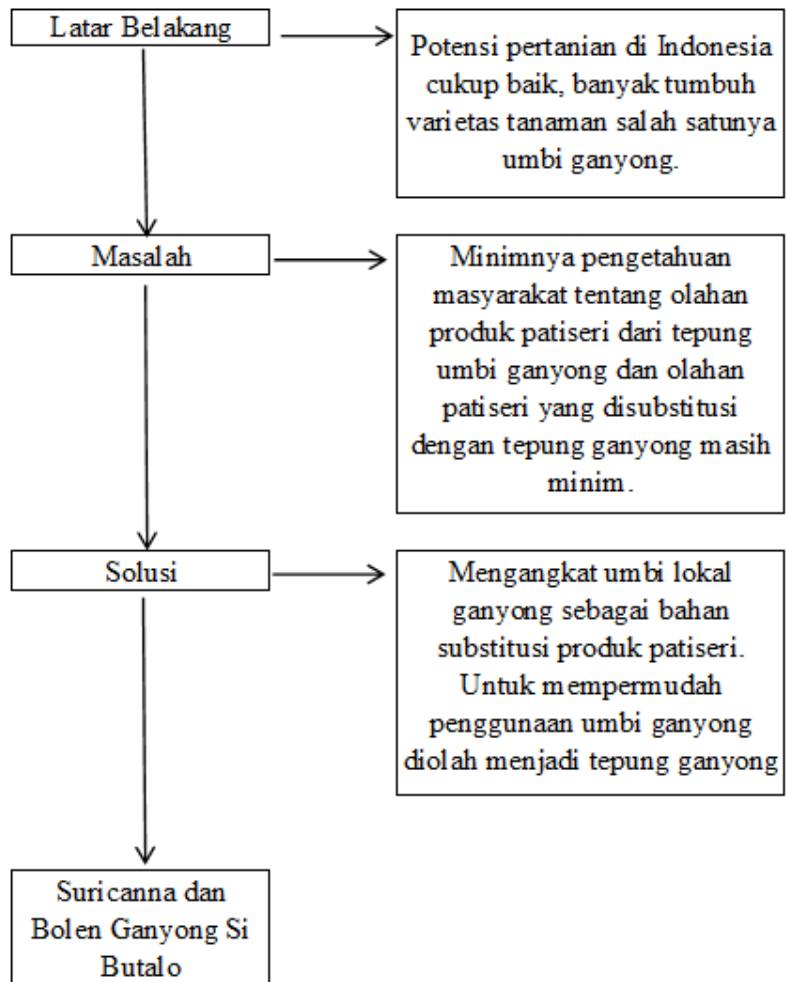 Latar Belakang
Potensi pertanian di Indonesia
cukup baik, banyak tumbuh
varietas tanaman salah satunya
umbi ganyong.
Masalah
Minimnya pengetahuan
masyarakat tentang olahan
produk patiseri dari tepung
umbi ganyong dan olahan
patiseri yang disubstitusi
dengan tepung ganyong masih
minim.
Solusi
Mengangkat umbi lokal
ganyong sebagai bahan
substitusi produk patiseri.
Untuk mempermudah
penggunaan umbi ganyong
diolah menjadi tepung ganyong
Suricanna dan
Bolen Ganyong Si
Butalo